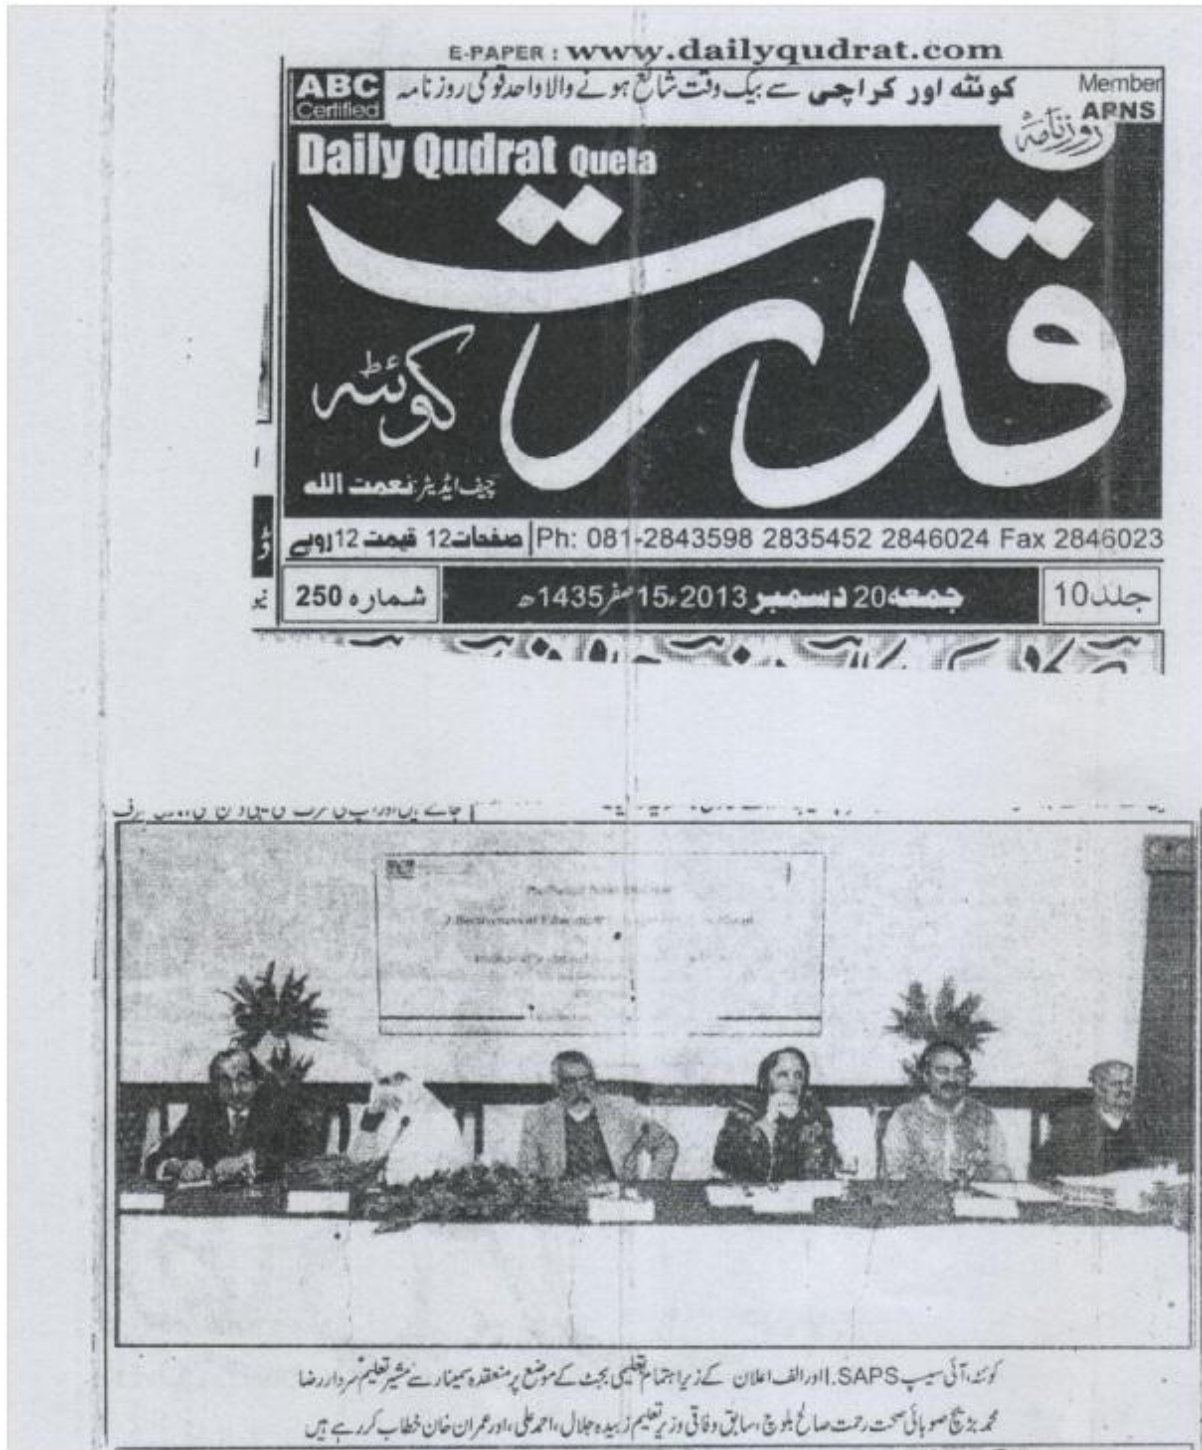 E-PAPER : www.dailyqudrat.com
ABC Certified
کوئٹہ اور کراچی سے بیک وقت شائع ہونے والا واحد قومی روزنامہ
Member APNS
Daily Qudrat Queta
روزنامہ
قدرت
کوئٹہ
چیف ایڈیٹر: نعمت اللہ
صفحات 12 قیمت 12 روپے
Ph: 081-2843598 2835452 2846024 Fax 2846023
جلد 10
جمعہ 20 دسمبر 2013ء 15 صفر 1435ھ
شمارہ 250
کوئٹہ، آئی سیپ I.SAPS اور الف اعلان کے زیر اہتمام تعلیمی بجٹ کے موضع پر منعقدہ سیمینار سے مشیر تعلیم سردار رضا
محمد بڑیچ صوبائی صحت رحمت صالح بلوچ، سابق وفاقی وزیر تعلیم زبیدہ جلال، احمد علی، اور عمران خان خطاب کر رہے ہیں